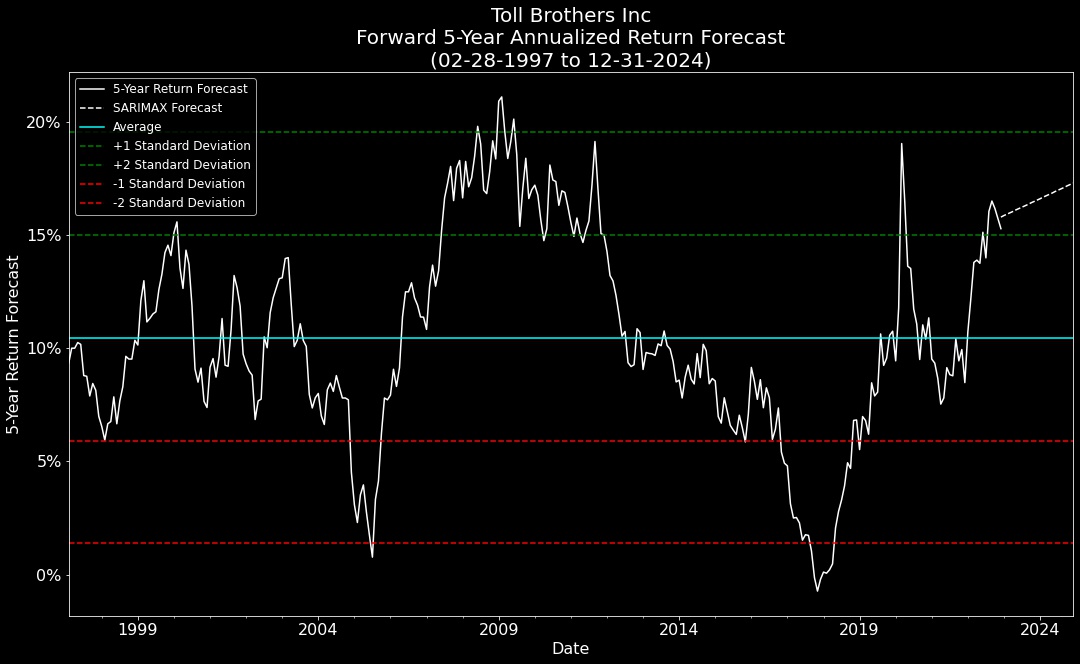 Toll Brothers Inc
Forward 5-Year Annualized Return Forecast
(02-28-1997 to 12-31-2024)
5-Year Return Forecast
SARIMAX Forecast
Average
+1 Standard Deviation
+2 Standard Deviation
-1 Standard Deviation
-2 Standard Deviation
20%
15%
10%
5%
0%
5-Year Return Forecast
1999 2004 2009 2014 2019 2024
Date